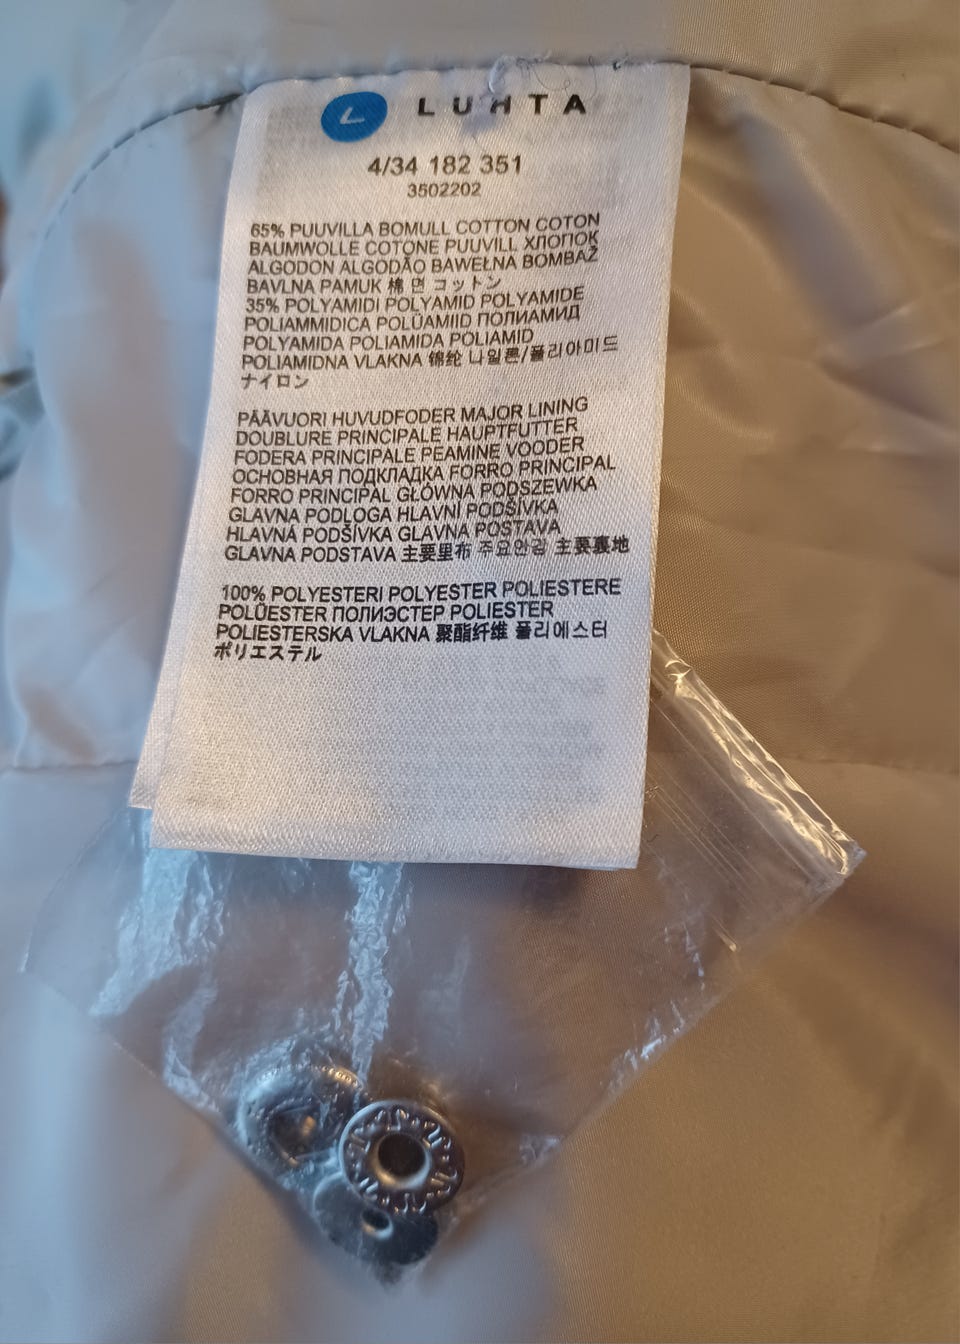 L LUHTA
4/34 182 351
3502202
65% PUUVILLA BOMULL COTTON COTON
BAUMWOLLE COTONE PUUVILL ХЛОПОК
ALGODON ALGODÃO BAWEŁNA BOMBAŽ
BAVLNA PAMUK 棉 면 コットン
35% POLYAMIDI POLYAMID POLYAMIDE
POLIAMMIDICA POLÜAMIID ПОЛИАМИД
POLYAMIDA POLIAMIDA POLIAMID
POLIAMIDNA VLAKNA 锦纶 나일론/폴리아미드
ナイロン
PÄÄVUORI HUVUDFODER MAJOR LINING
DOUBLURE PRINCIPALE HAUPTFUTTER
FODERA PRINCIPALE PEAMINE VOODER
ОСНОВНАЯ ПОДКЛАДКА FORRO PRINCIPAL
FORRO PRINCIPAL GŁÓWNA PODSZEWKA
GLAVNA PODLOGA HLAVNÍ PODŠÍVKA
HLAVNÁ PODŠÍVKA GLAVNA POSTAVA
GLAVNA PODSTAVA 主要里布 주요안감 主要裏地
100% POLYESTERI POLYESTER POLIESTERE
POLÜESTER ПОЛИЭСТЕР POLIESTER
POLIESTERSKA VLAKNA 聚酯纤维 폴리에스터
ポリエステル